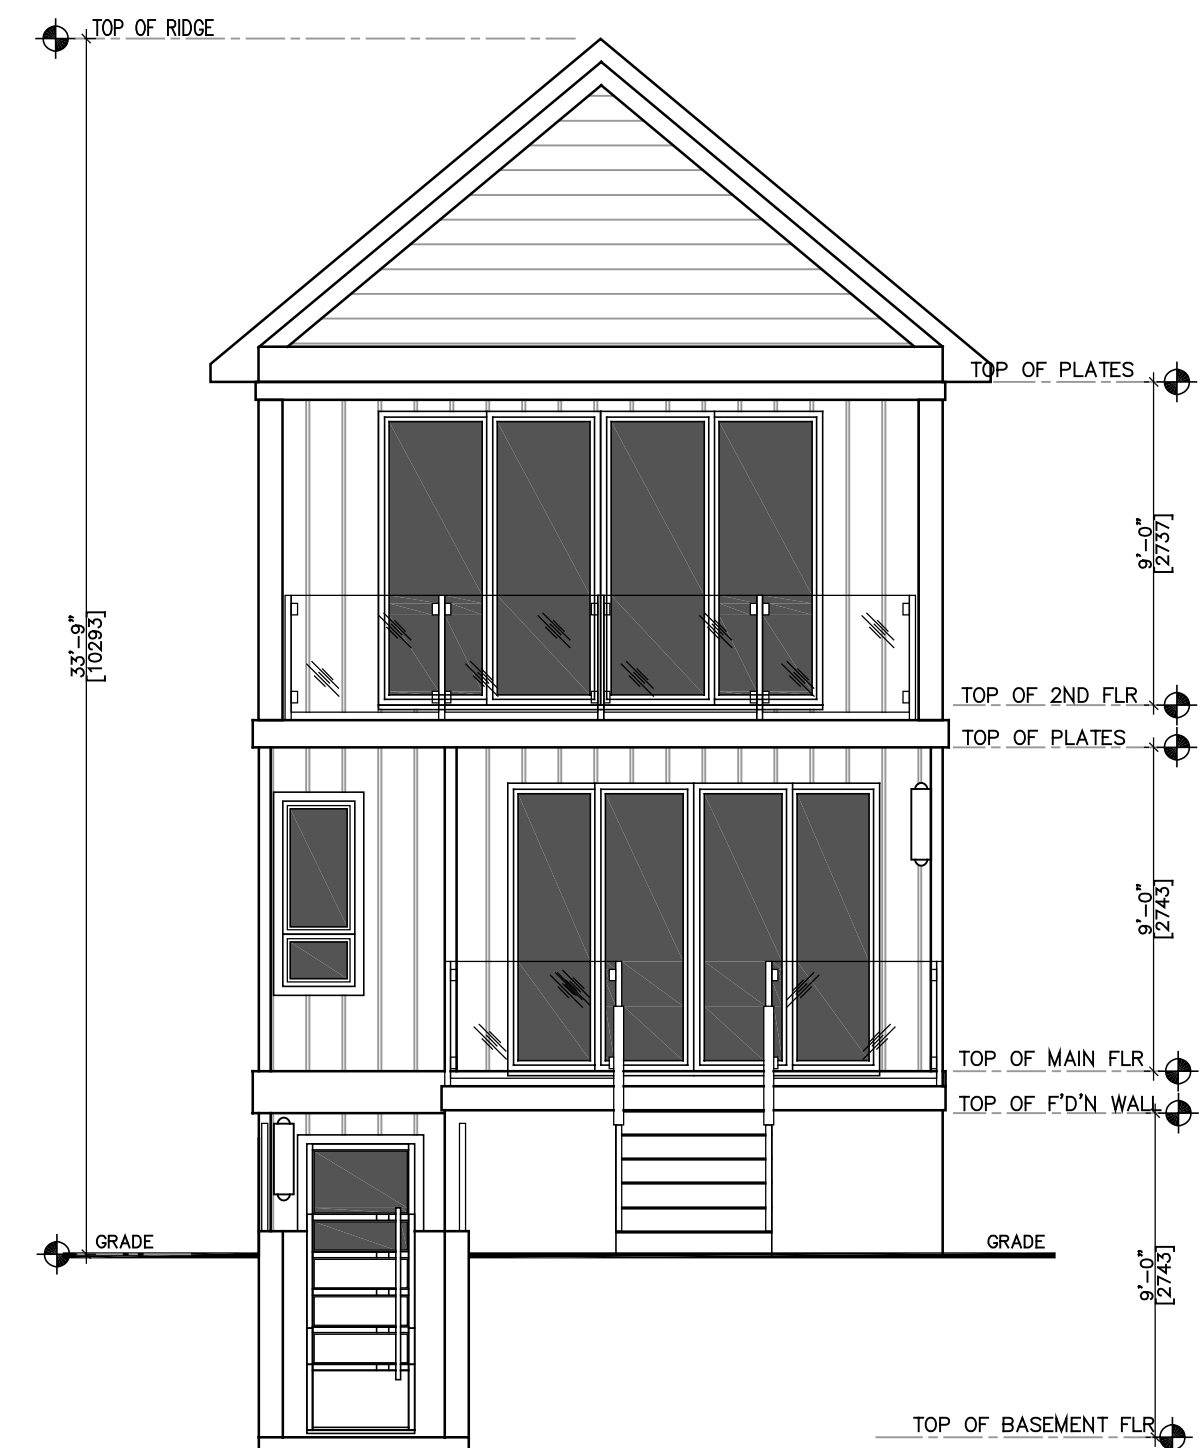 TOP OF RIDGE
TOP OF PLATES
9'-0"
[2737]
33'-9"
[10293]
TOP OF 2ND FLR
TOP OF PLATES
9'-0"
[2743]
TOP OF MAIN FLR
TOP OF F'D'N WALL
GRADE
GRADE
9'-0"
[2743]
TOP OF BASEMENT FLR